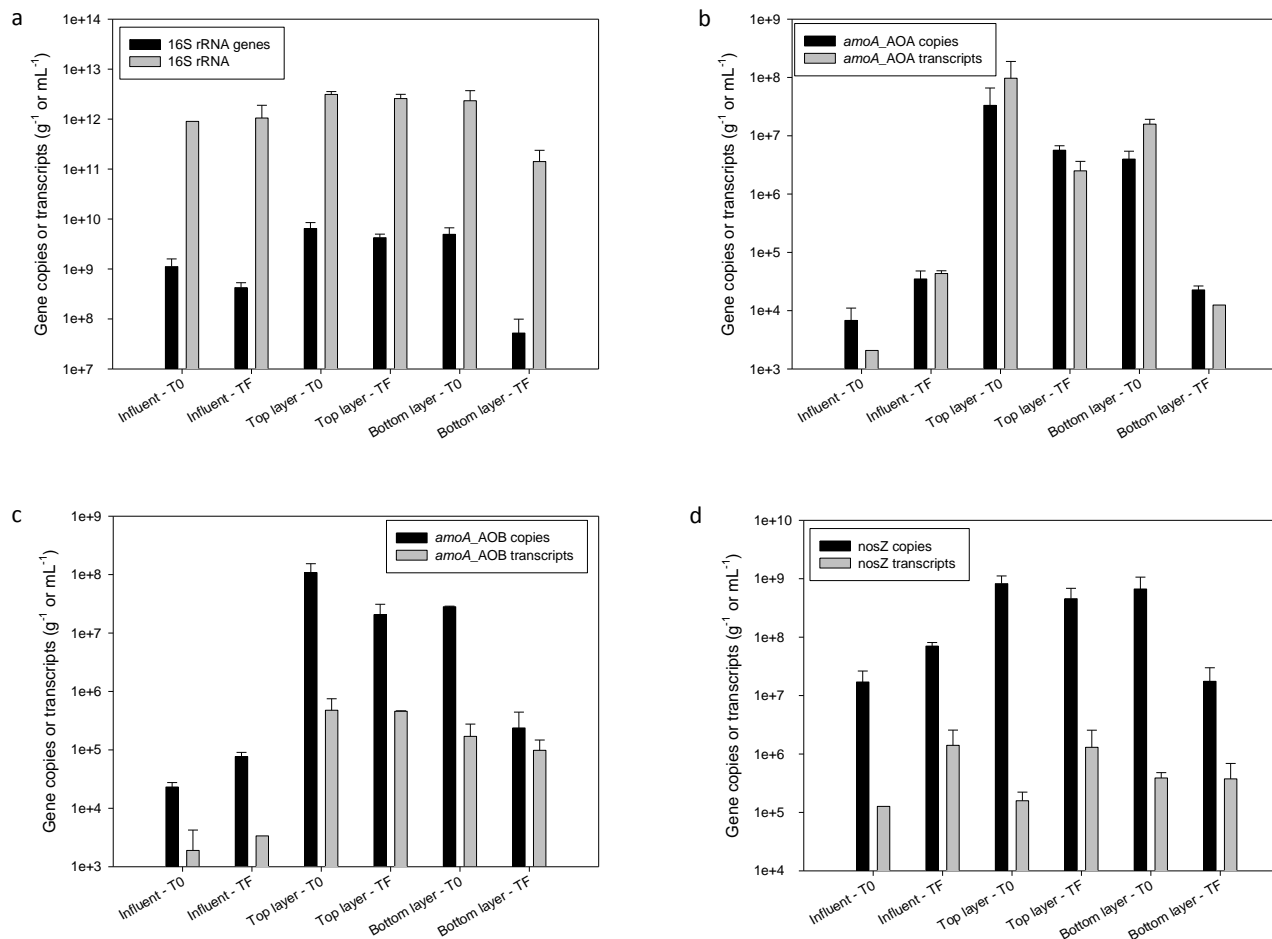 a
1e+14
1e+13
1e+12
1e+11
1e+10
1e+9
1e+8
1e+7
Gene copies or transcripts (g-1 or mL-1)
16S rRNA genes
16S rRNA
Influent - T0
Influent - TF
Top layer - T0
Top layer - TF
Bottom layer - T0
Bottom layer - TF
b
1e+9
1e+8
1e+7
1e+6
1e+5
1e+4
1e+3
Gene copies or transcripts (g-1 or mL-1)
amoA_AOA copies
amoA_AOA transcripts
Influent - T0
Influent - TF
Top layer - T0
Top layer - TF
Bottom layer - T0
Bottom layer - TF
c
1e+9
1e+8
1e+7
1e+6
1e+5
1e+4
1e+3
Gene copies or transcripts (g-1 or mL-1)
amoA_AOB copies
amoA_AOB transcripts
Influent - T0
Influent - TF
Top layer - T0
Top layer - TF
Bottom layer - T0
Bottom layer - TF
d
1e+10
1e+9
1e+8
1e+7
1e+6
1e+5
1e+4
Gene copies or transcripts (g-1 or mL-1)
nosZ copies
nosZ transcripts
Influent - T0
Influent - TF
Top layer - T0
Top layer - TF
Bottom layer - T0
Bottom layer - TF